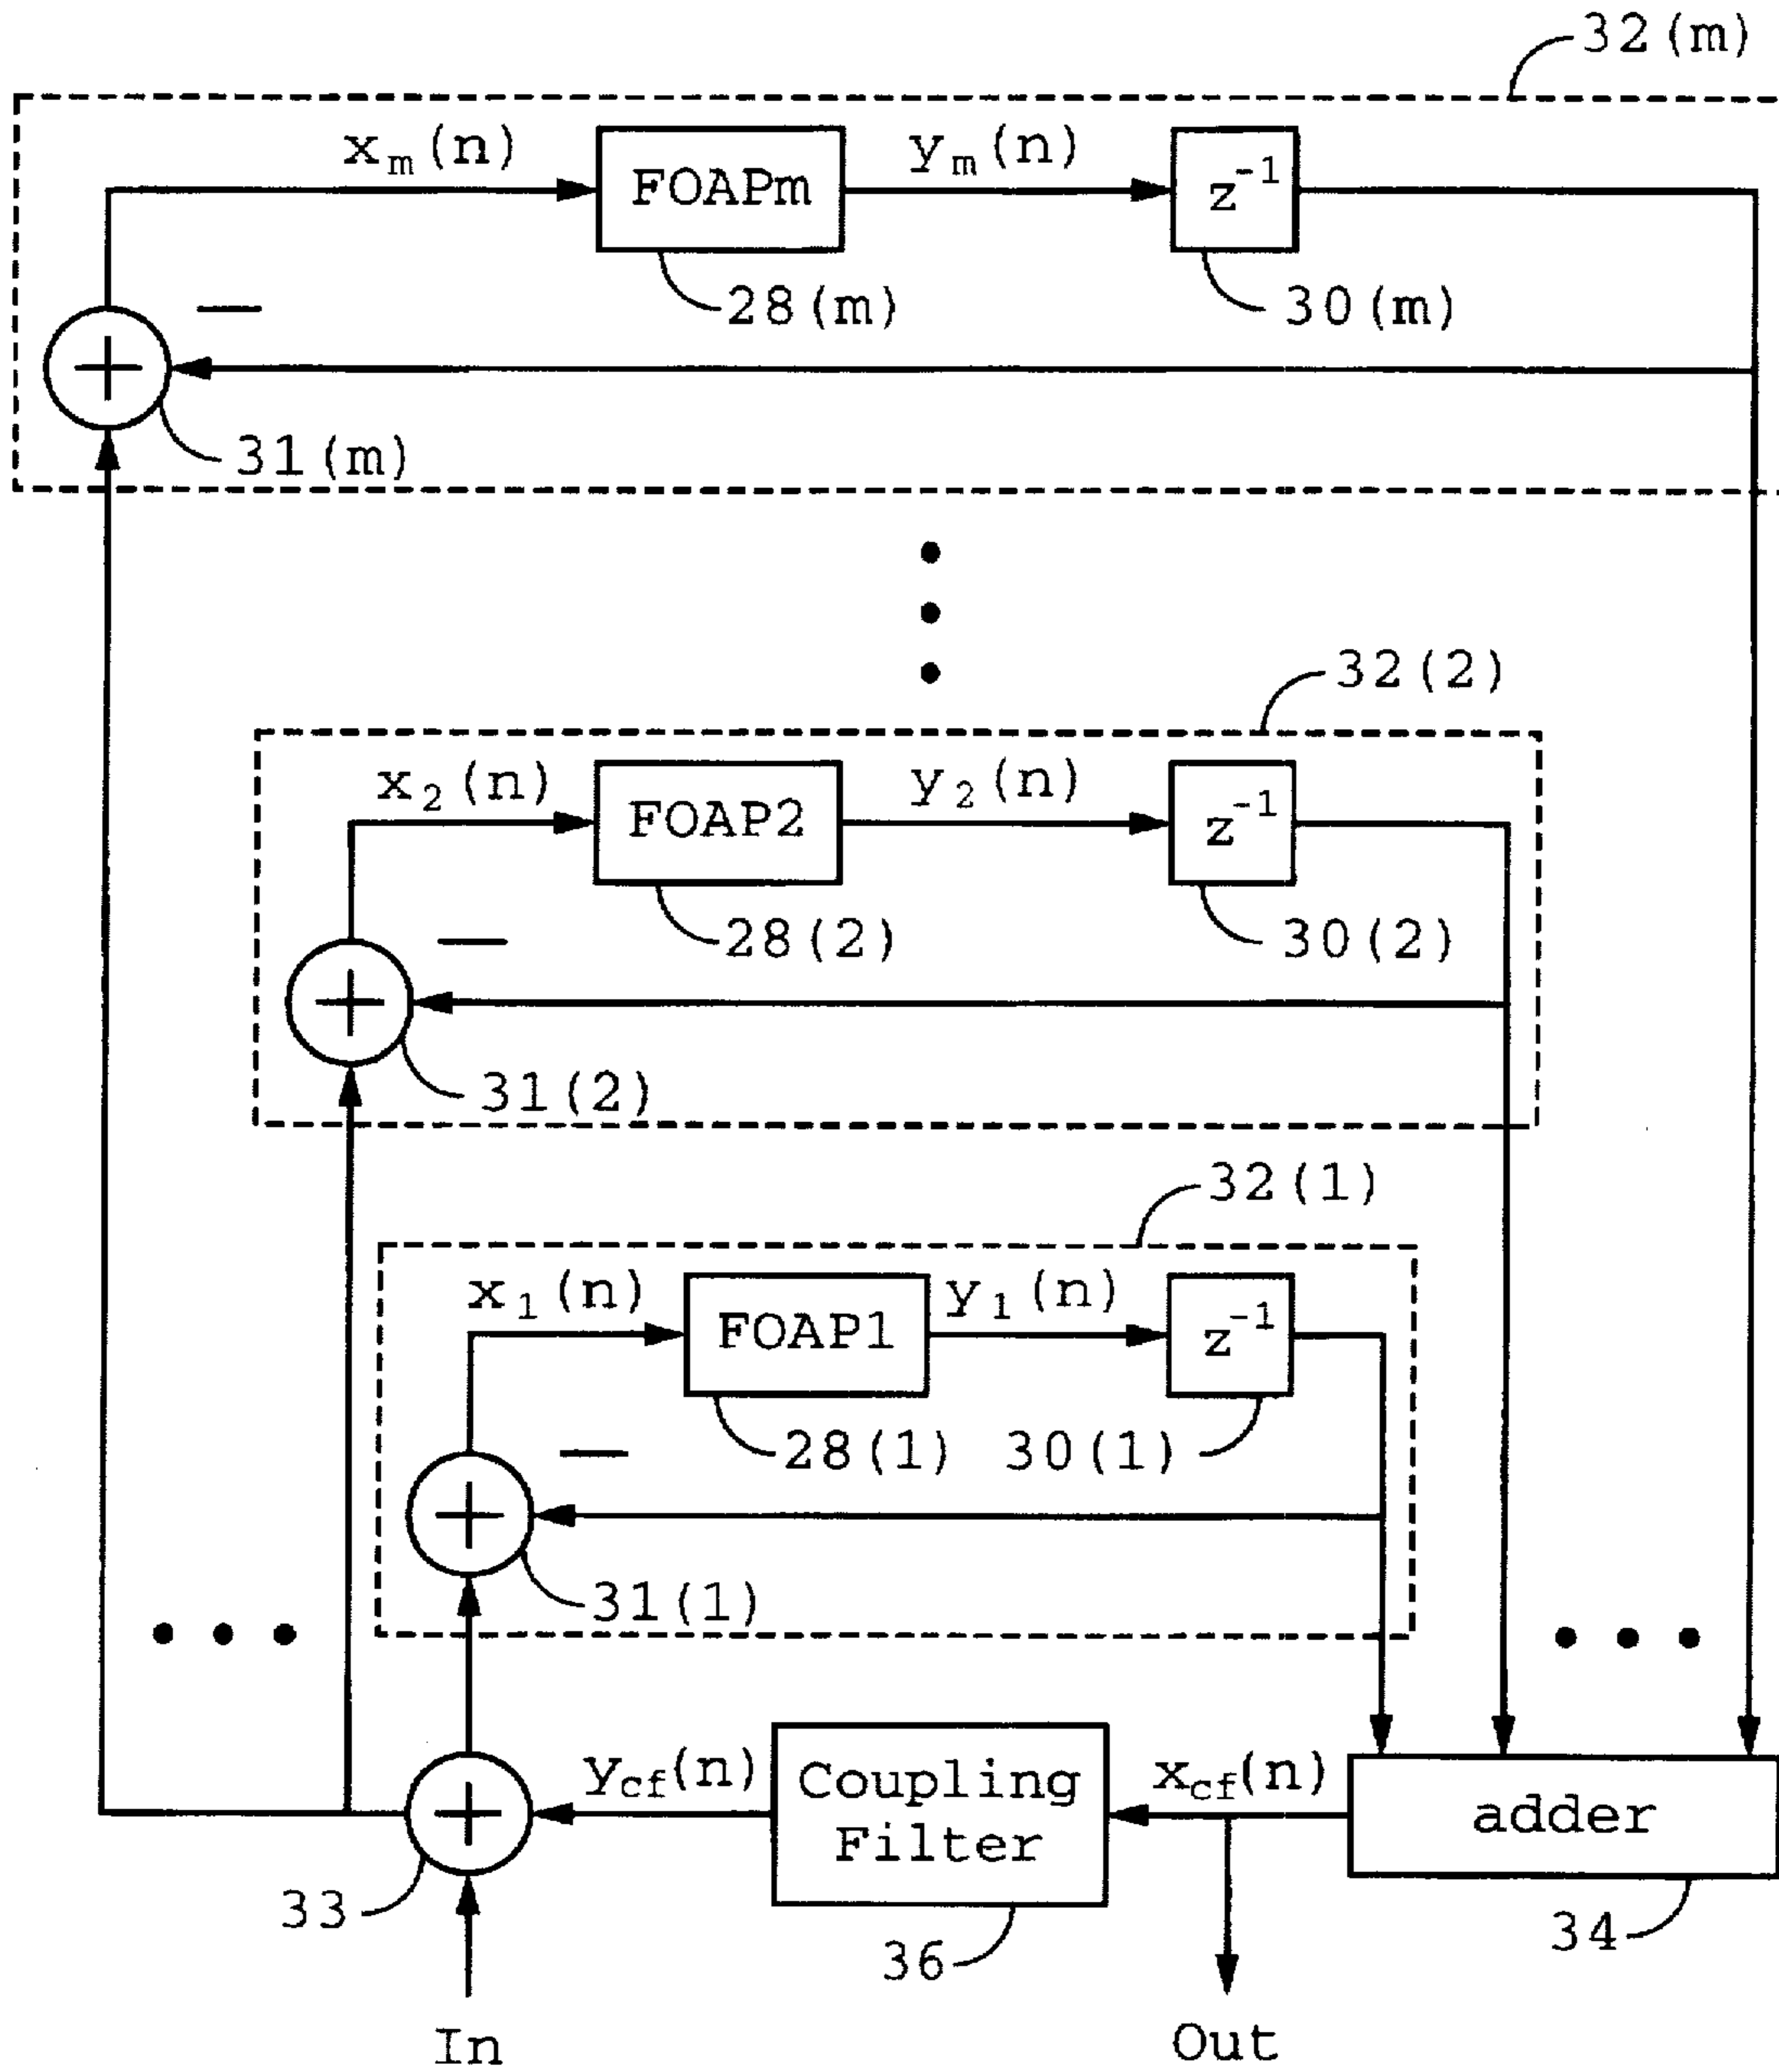 32(m)
xₘ(n)
FOAPm
yₘ(n)
z⁻¹
28(m)
30(m)
−
+
31(m)
32(2)
x₂(n)
FOAP2
y₂(n)
z⁻¹
28(2)
30(2)
−
+
31(2)
32(1)
x₁(n)
FOAP1
y₁(n)
z⁻¹
28(1)
30(1)
−
+
31(1)
+
y_cf(n)
Coupling
Filter
x_cf(n)
adder
33
36
34
In
Out